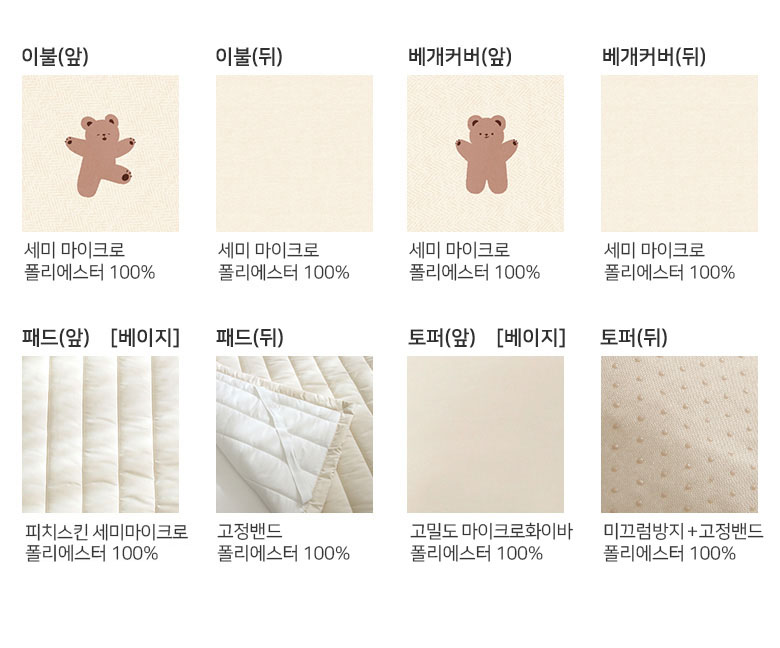 이불(앞)
이불(뒤)
베개커버(앞)
베개커버(뒤)
세미 마이크로
폴리에스터 100%
세미 마이크로
폴리에스터 100%
세미 마이크로
폴리에스터 100%
세미 마이크로
폴리에스터 100%
패드(앞) [베이지]
패드(뒤)
토퍼(앞) [베이지]
토퍼(뒤)
피치스킨 세미마이크로
폴리에스터 100%
고정밴드
폴리에스터 100%
고밀도 마이크로화이바
폴리에스터 100%
미끄럼방지+고정밴드
폴리에스터 100%